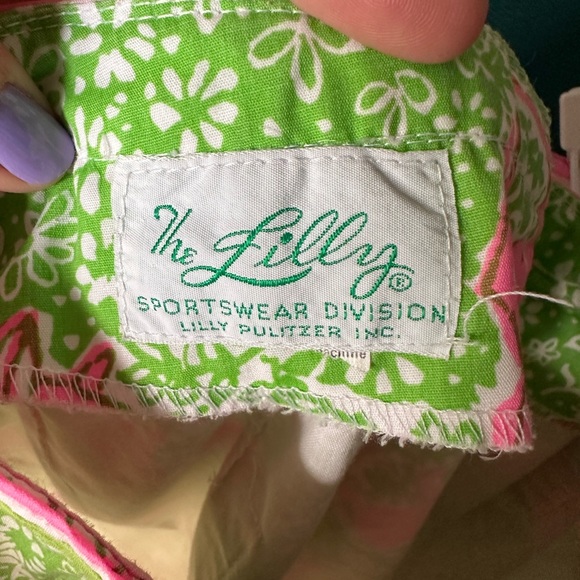 The Lilly®
SPORTSWEAR DIVISION
LILLY PULITZER INC.